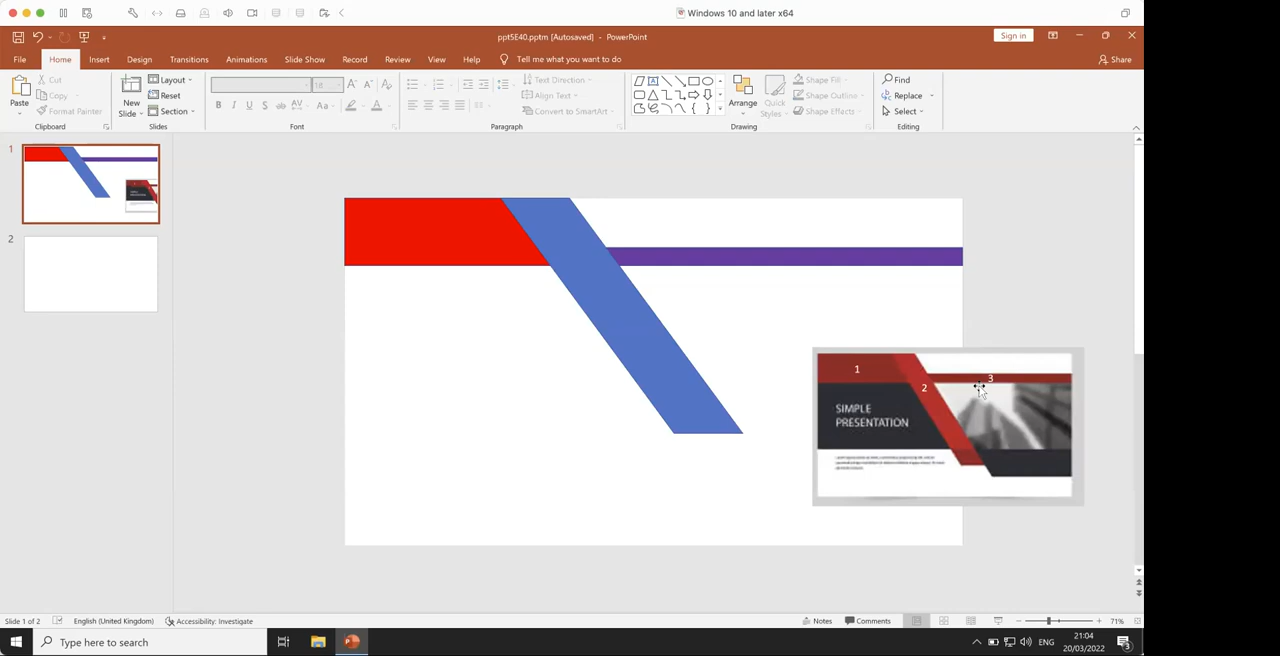 Windows 10 and later x64
ppt5E40.pptm [Autosaved] - PowerPoint
Sign in
File Home Insert Design Transitions Animations Slide Show Record Review View Help Tell me what you want to do
Share
Paste
Cut
Copy
Format Painter
Clipboard
New Slide
Layout
Reset
Section
Slides
18
Font
Text Direction
Align Text
Convert to SmartArt
Paragraph
Arrange
Quick Styles
Shape Fill
Shape Outline
Shape Effects
Drawing
Find
Replace
Select
Editing
1
2
1
2
3
SIMPLE
PRESENTATION
Slide 1 of 2 English (United Kingdom) Accessibility: Investigate Notes Comments 71%
Type here to search
ENG
21:04
20/03/2022
3